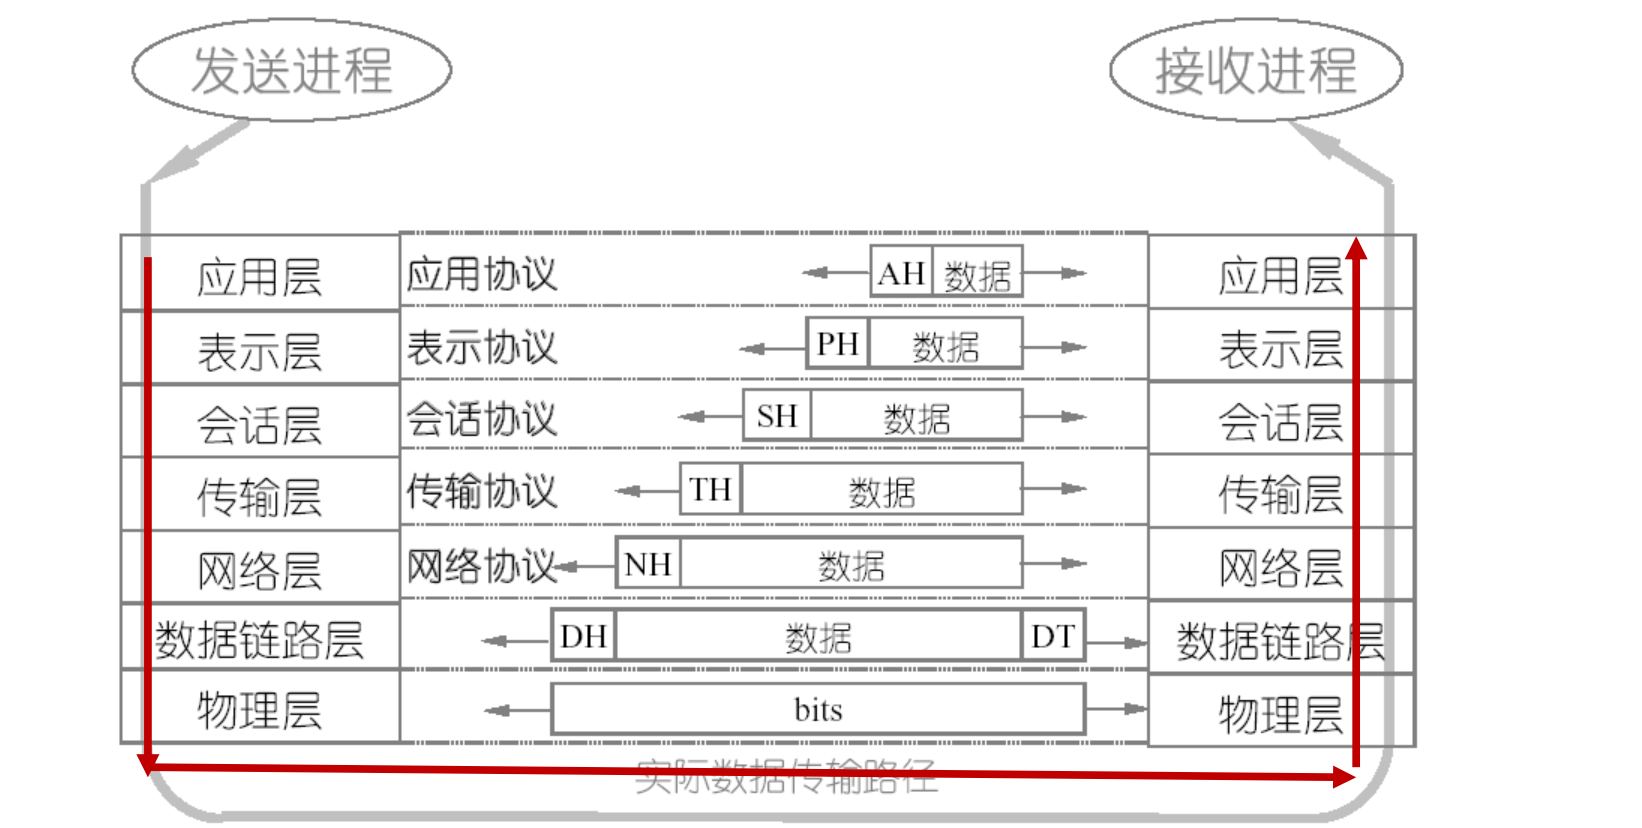 发送进程 接收进程
应用层 应用协议 AH 数据 应用层
表示层 表示协议 PH 数据 表示层
会话层 会话协议 SH 数据 会话层
传输层 传输协议 TH 数据 传输层
网络层 网络协议 NH 数据 网络层
数据链路层 DH 数据 DT 数据链路层
物理层 bits 物理层
实际数据传输路径